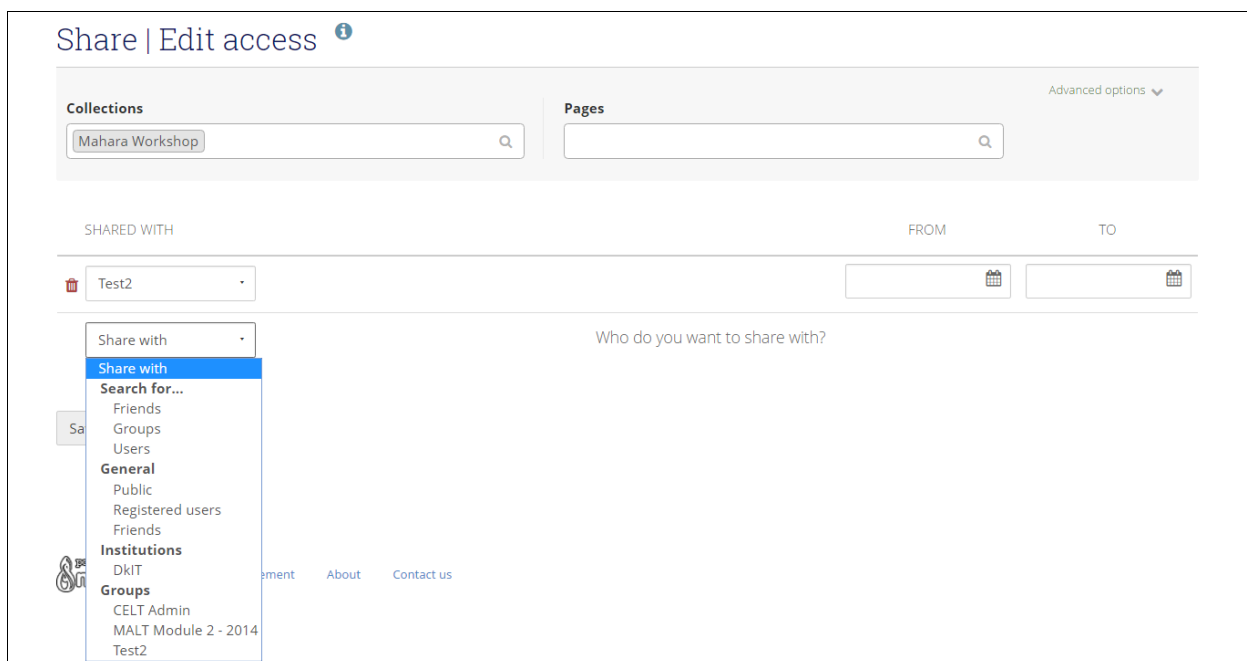 Share | Edit access
Advanced options
Collections
Pages
Mahara Workshop
SHARED WITH
FROM
TO
Test2
Share with
Who do you want to share with?
Share with
Search for...
Friends
Groups
Users
General
Public
Registered users
Friends
Institutions
DkIT
Groups
CELT Admin
MALT Module 2 - 2014
Test2
Sa
ement
About
Contact us